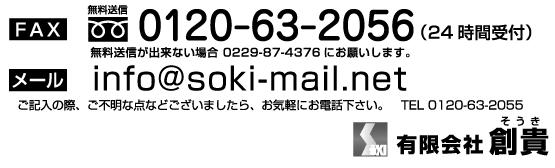 無料送信
FAX 0120-63-2056 (24時間受付)
無料送信が出来ない場合 0229-87-4376 にお願いします。
メール info@soki-mail.net
ご記入の際、ご不明な点などございましたら、お気軽にお電話下さい。 TEL 0120-63-2055
そうき
SOKI 有限会社 創貴